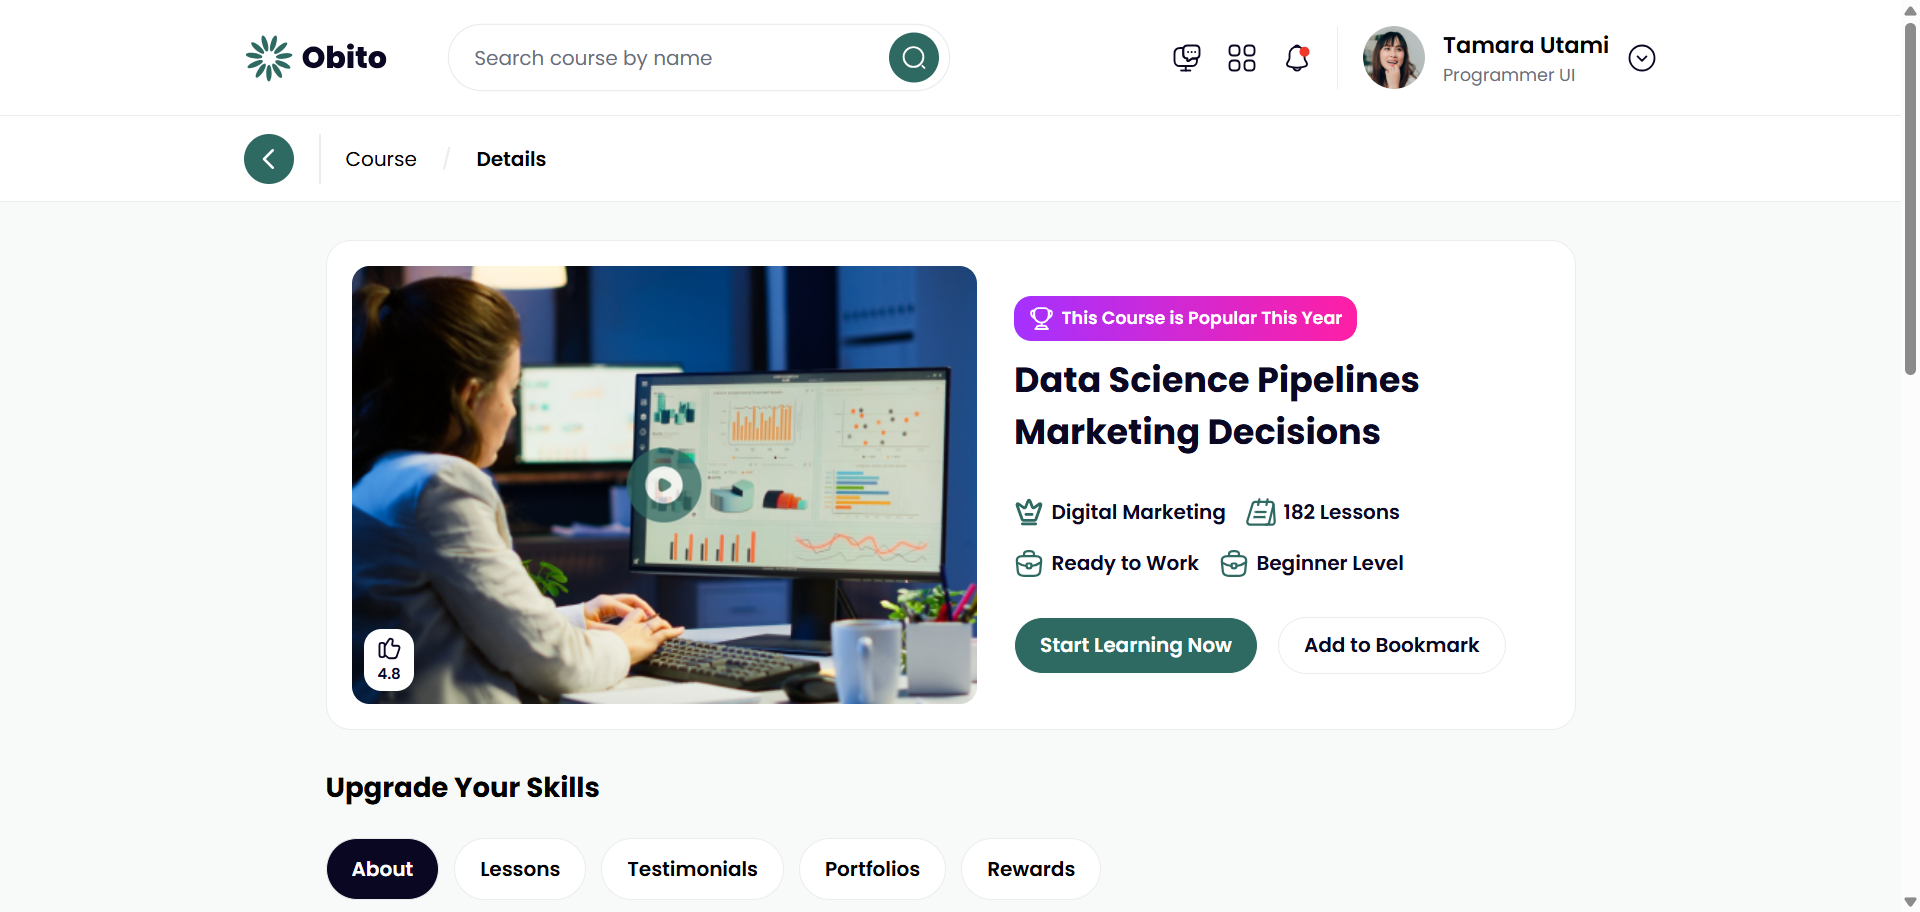 Obito
Search course by name
Tamara Utami
Programmer UI
Course / Details
This Course is Popular This Year
Data Science Pipelines
Marketing Decisions
Digital Marketing 182 Lessons
Ready to Work Beginner Level
4.8
Start Learning Now Add to Bookmark
Upgrade Your Skills
About Lessons Testimonials Portfolios Rewards